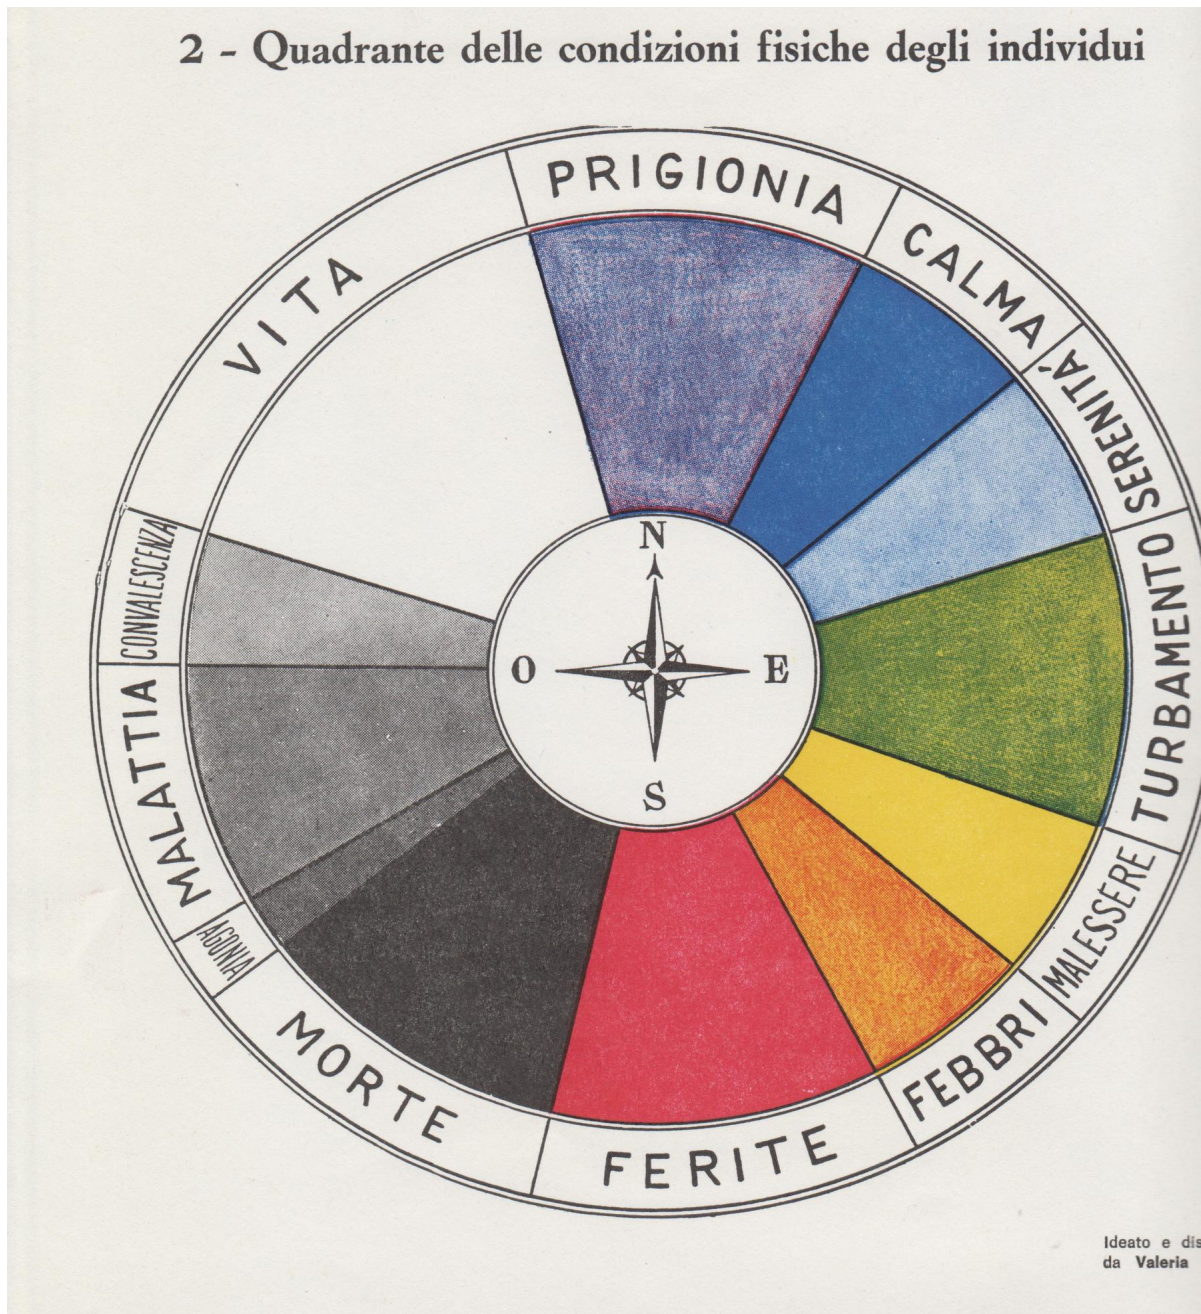 2 - Quadrante delle condizioni fisiche degli individui
PRIGIONIA
CALMA
SERENITÁ
TURBAMENTO
MALESSERE
FEBBRI
FERITE
MORTE
AGONIA
MALATTIA
CONVALESCENZA
VITA
N
O
E
S
Ideato e dis
da Valeria